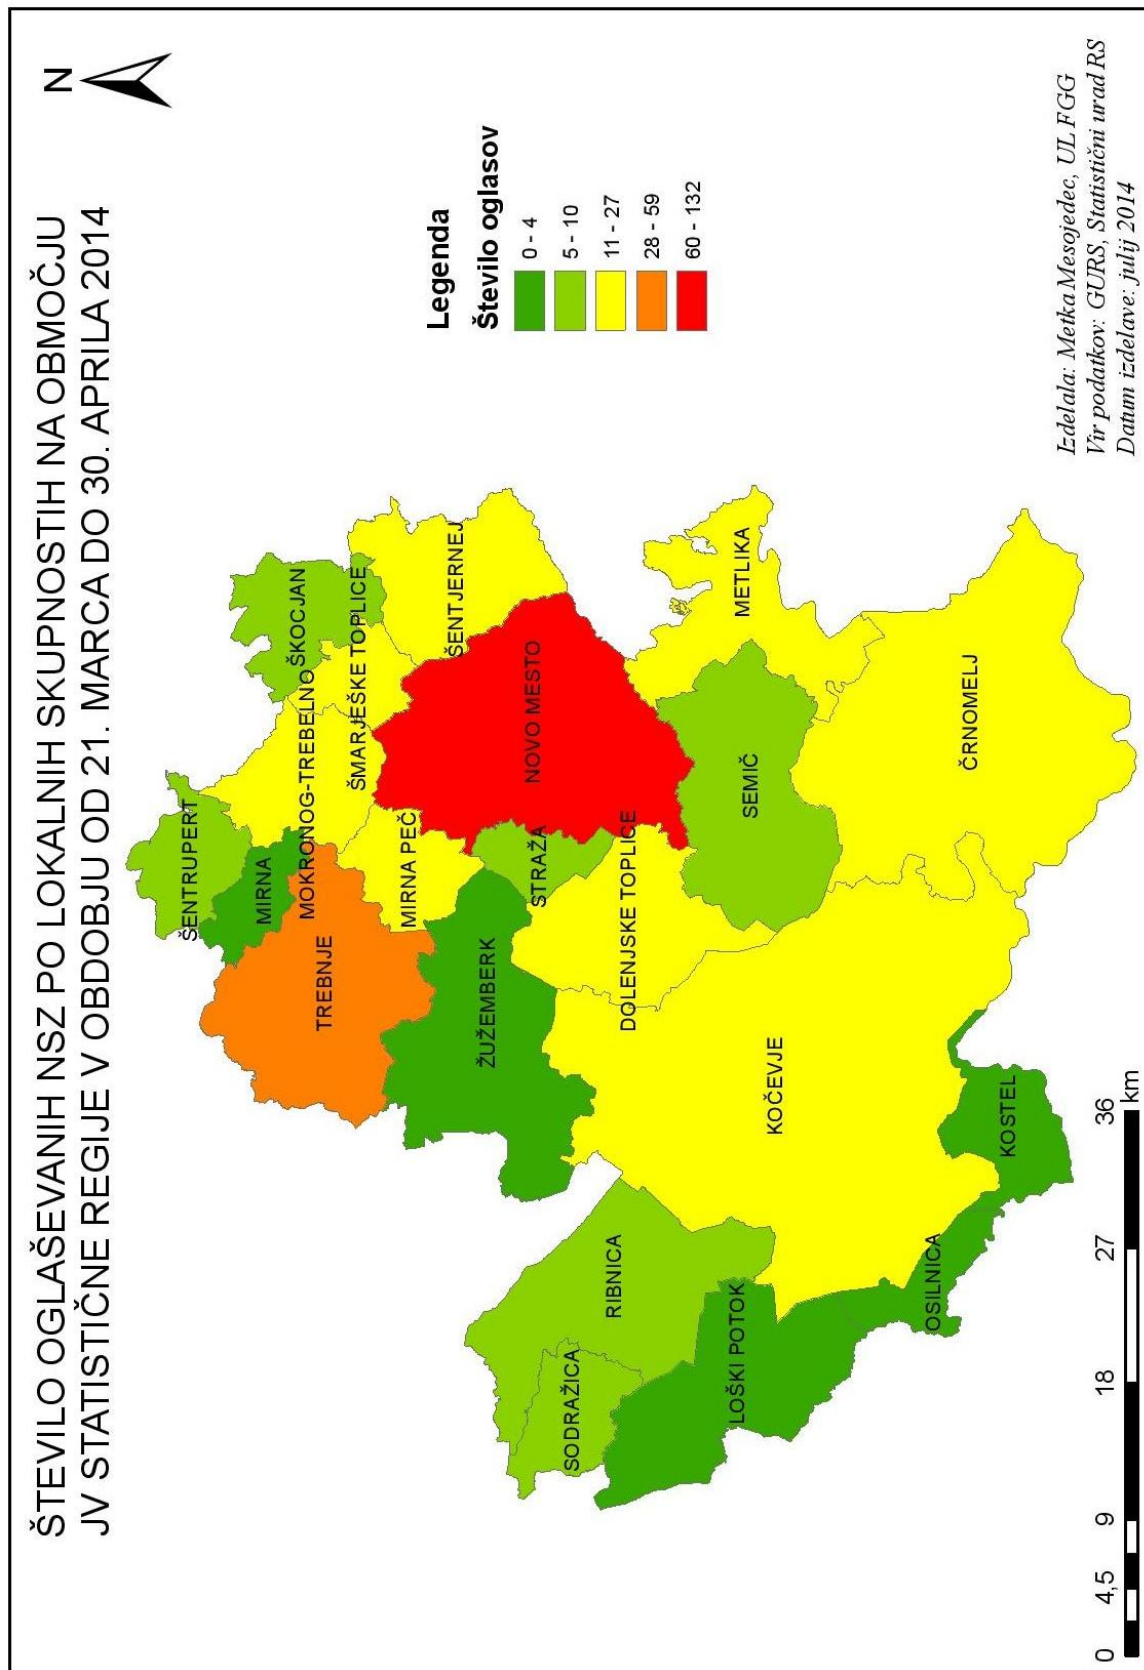 ŠTEVILO OGLAŠEVANIH NSZ PO LOKALNIH SKUPNOSTIH NA OBMOČJU
JV STATISTIČNE REGIJE V OBDOBJU OD 21. MARCA DO 30. APRILA 2014
N
ŠENTRUPERT
MIRNA
TREBNJE
MOKRONOG-TREBELNO
ŠKOCJAN
ŠMARJEŠKE TOPLICE
MIRNA PEČ
ŠENTJERNEJ
ŽUŽEMBERK
STRAŽA
NOVO MESTO
SODRAŽICA
RIBNICA
DOLENJSKE TOPLICE
LOŠKI POTOK
KOČEVJE
SEMIČ
METLIKA
OSILNICA
KOSTEL
ČRNOMELJ
Legenda
Število oglasov
0 - 4
5 - 10
11 - 27
28 - 59
60 - 132
0 4,5 9 18 27 36
km
Izdelala: Metka Mesojedec, UL FGG
Vir podatkov: GURS, Statistični urad RS
Datum izdelave: julij 2014